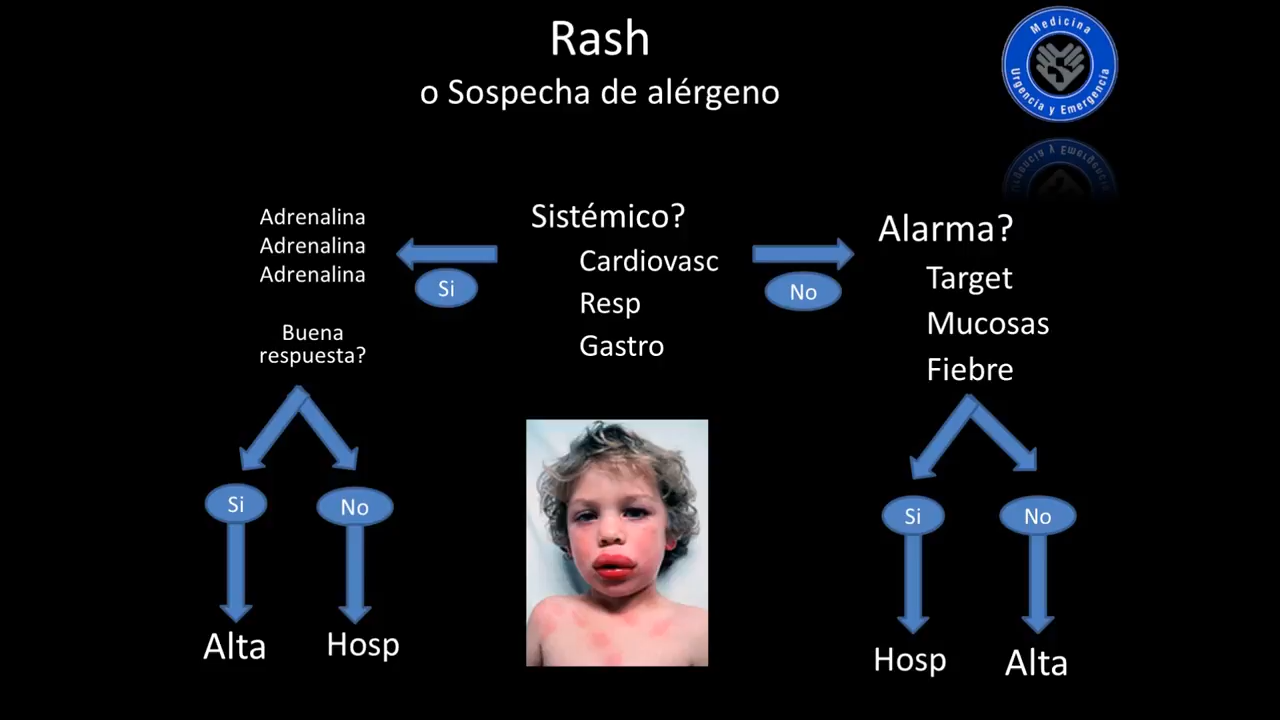 Rash
o Sospecha de alérgeno
Medicina
Urgencia y Emergencia
Adrenalina
Adrenalina
Adrenalina
Buena
respuesta?
Si
Sistémico?
Cardiovasc
Resp
Gastro
No
Alarma?
Target
Mucosas
Fiebre
Si
No
Alta
Hosp
Si
No
Hosp
Alta